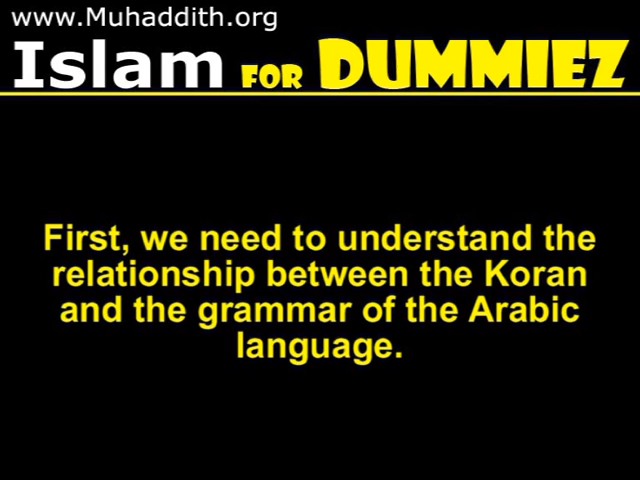 www.Muhaddith.org
Islam FOR DUMMIEZ
First, we need to understand the
relationship between the Koran
and the grammar of the Arabic
language.